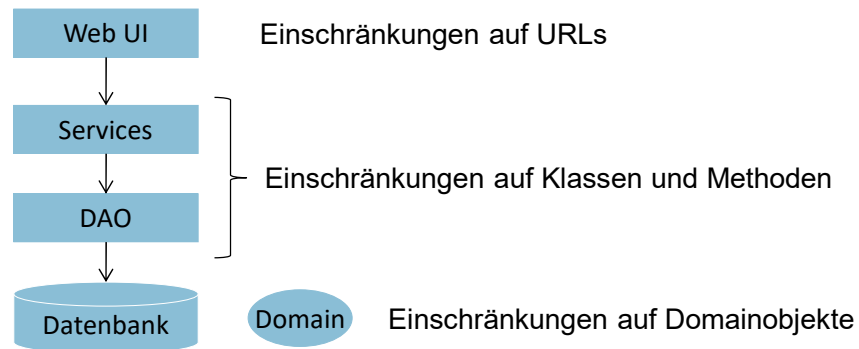 Web UI
Einschränkungen auf URLs
Services
Einschränkungen auf Klassen und Methoden
DAO
Datenbank
Domain
Einschränkungen auf Domainobjekte